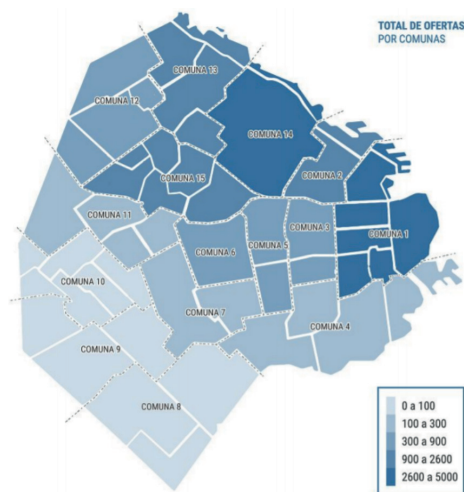 TOTAL DE OFERTAS
POR COMUNAS
COMUNA 13
COMUNA 12
COMUNA 14
COMUNA 2
COMUNA 15
COMUNA 11
COMUNA 3
COMUNA 1
COMUNA 6
COMUNA 5
COMUNA 10
COMUNA 7
COMUNA 4
COMUNA 9
COMUNA 8
0 a 100
100 a 300
300 a 900
900 a 2600
2600 a 5000